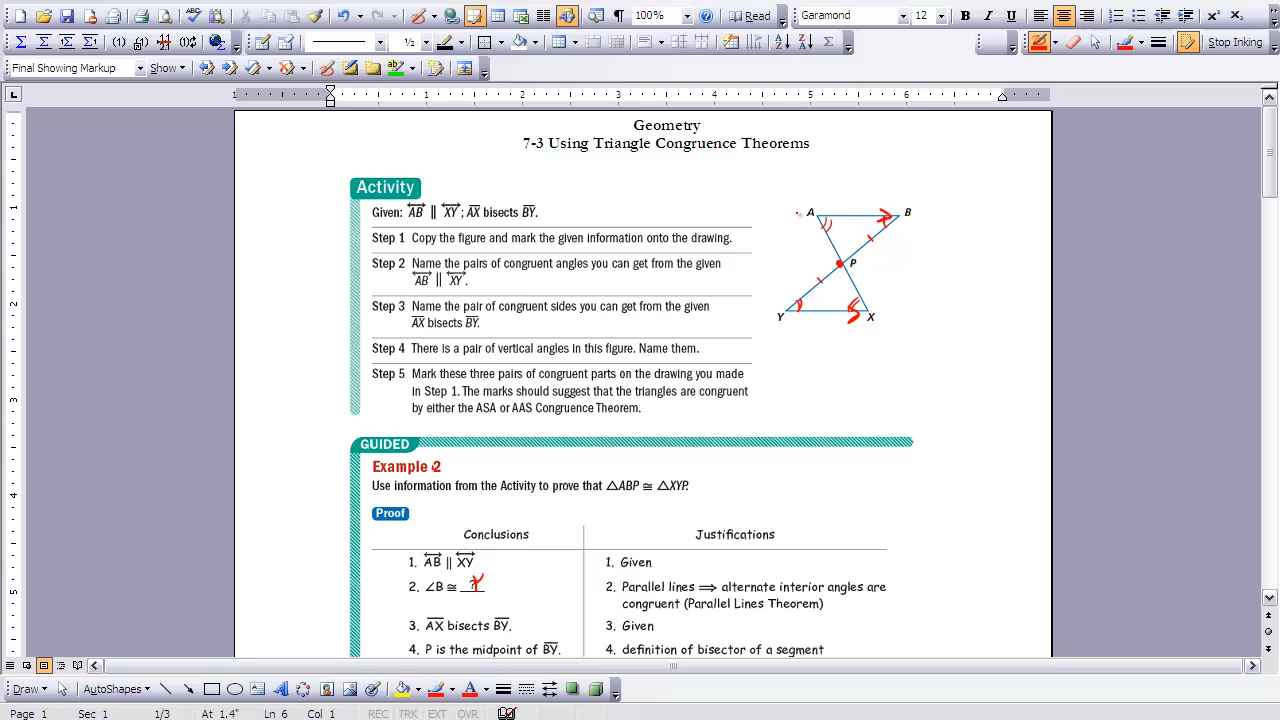 100%
Read
Garamond
12
B I U
Stop Inking
Final Showing Markup
Show
Geometry
7-3 Using Triangle Congruence Theorems
Activity
Given: AB ∥ XY; AX bisects BY.
Step 1 Copy the figure and mark the given information onto the drawing.
Step 2 Name the pairs of congruent angles you can get from the given
AB ∥ XY.
Step 3 Name the pair of congruent sides you can get from the given
AX bisects BY.
Step 4 There is a pair of vertical angles in this figure. Name them.
Step 5 Mark these three pairs of congruent parts on the drawing you made
in Step 1. The marks should suggest that the triangles are congruent
by either the ASA or AAS Congruence Theorem.
A B
P
Y X
GUIDED
Example 2
Use information from the Activity to prove that △ABP ≅ △XYP.
Proof
Conclusions Justifications
1. AB ∥ XY 1. Given
2. ∠B ≅ ? Y 2. Parallel lines ⟹ alternate interior angles are
congruent (Parallel Lines Theorem)
3. AX bisects BY. 3. Given
4. P is the midpoint of BY. 4. definition of bisector of a segment
Draw AutoShapes
Page 1 Sec 1 1/3 At 1.4" Ln 6 Col 1 REC TRK EXT OVR